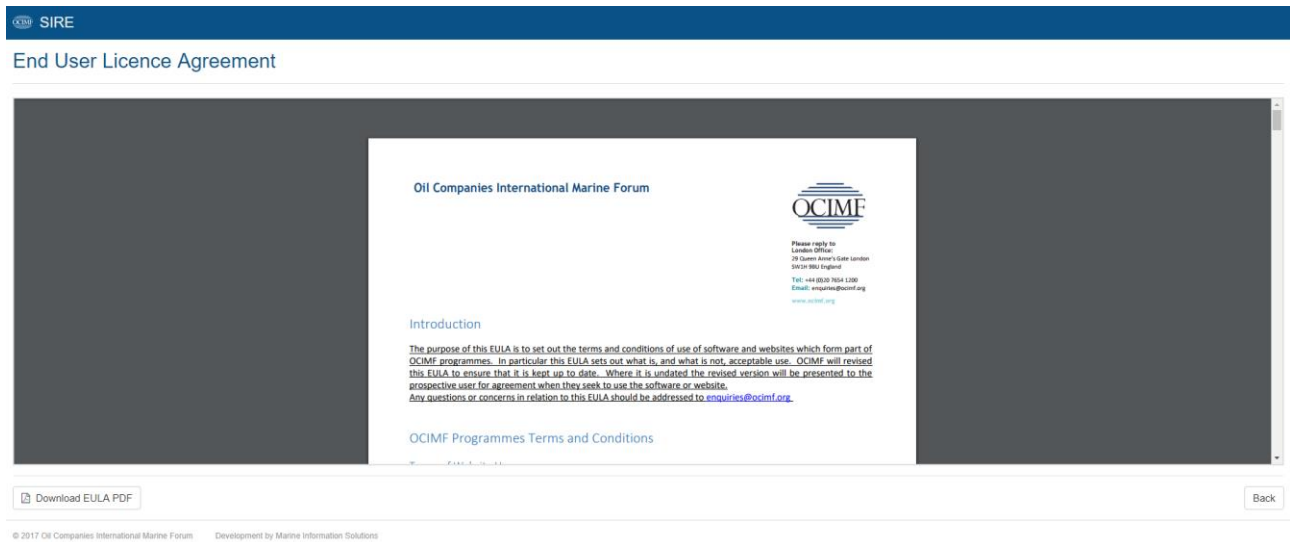 OCIMF SIRE
End User Licence Agreement
Oil Companies International Marine Forum
OCIMF
Please reply to
London Office:
29 Queen Anne's Gate London
SW1H 9BU England
Tel: +44 (0)20 7654 1200
Email: enquiries@ocimf.org
www.ocimf.org
Introduction
The purpose of this EULA is to set out the terms and conditions of use of software and websites which form part of
OCIMF programmes. In particular this EULA sets out what is, and what is not, acceptable use. OCIMF will revised
this EULA to ensure that it is kept up to date. Where it is undated the revised version will be presented to the
prospective user for agreement when they seek to use the software or website.
Any questions or concerns in relation to this EULA should be addressed to enquiries@ocimf.org
OCIMF Programmes Terms and Conditions
Download EULA PDF
Back
© 2017 Oil Companies International Marine Forum Development by Marine Information Solutions